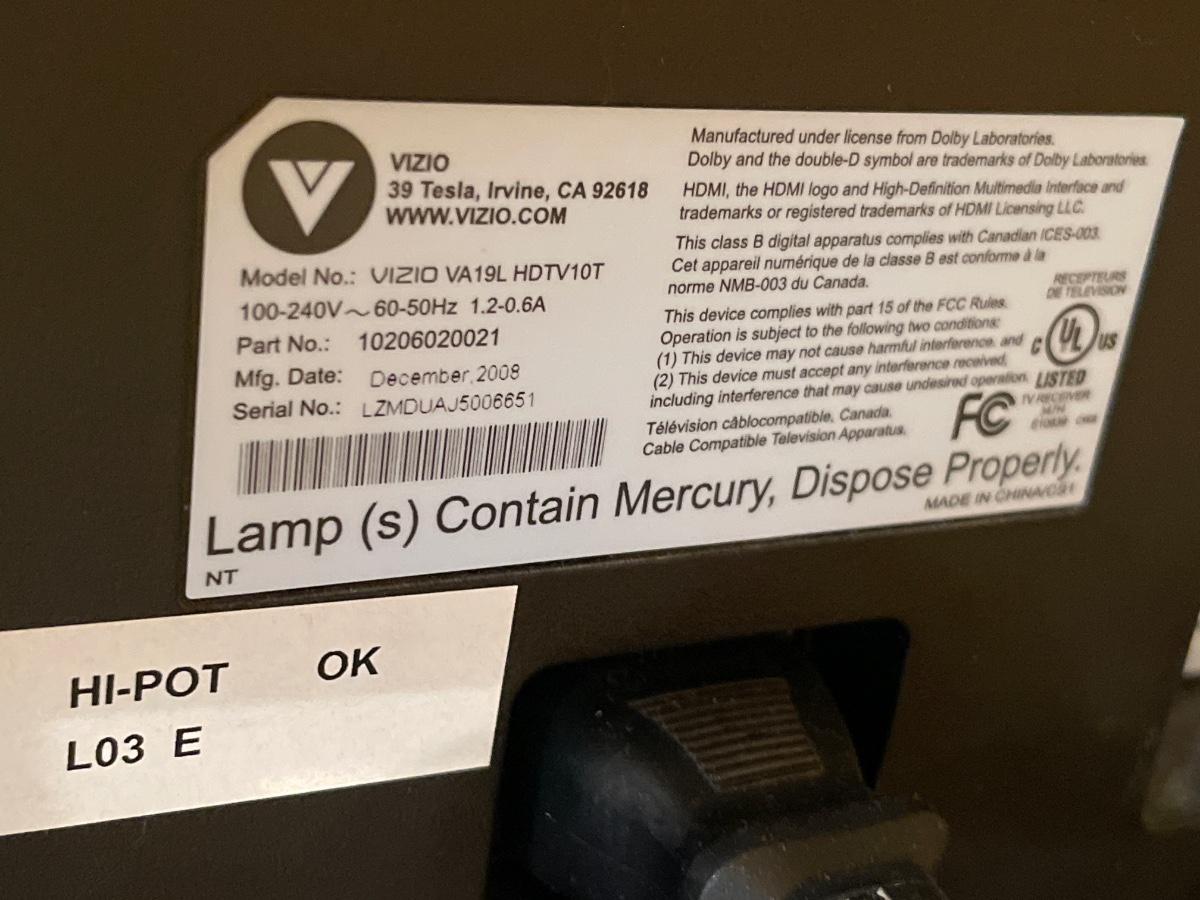 VIZIO
39 Tesla, Irvine, CA 92618
WWW.VIZIO.COM
Model No.: VIZIO VA19L HDTV10T
100-240V～60-50Hz 1.2-0.6A
Part No.: 10206020021
Mfg. Date: December,2008
Serial No.: LZMDUAJ5006651
Manufactured under license from Dolby Laboratories.
Dolby and the double-D symbol are trademarks of Dolby Laboratories.
HDMI, the HDMI logo and High-Definition Multimedia Interface and
trademarks or registered trademarks of HDMI Licensing LLC.
This class B digital apparatus complies with Canadian ICES-003.
Cet appareil numérique de la classe B est conforme à la
norme NMB-003 du Canada.
This device complies with part 15 of the FCC Rules.
Operation is subject to the following two conditions:
(1) This device may not cause harmful interference, and
(2) This device must accept any interference received,
including interference that may cause undesired operation.
Télévision câblocompatible, Canada.
Cable Compatible Television Apparatus.
RECEPTEURS
DE TELEVISION
C UL US
LISTED
TV RECEIVER
FC
Lamp (s) Contain Mercury, Dispose Properly.
MADE IN CHINA/CS1
NT
HI-POT OK
L03 E